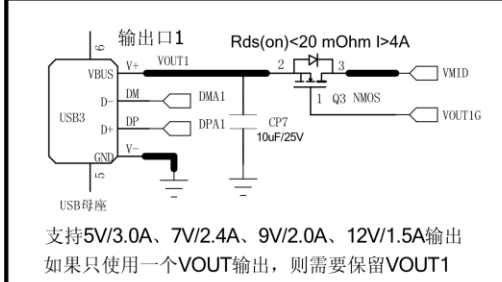 输出口1
Rds(on)<20 mOhm I>4A
6
VBUS
V+
VOUT1
2
3
VMID
D-
DM
DMA1
1
Q3 NMOS
USB3
VOUT1G
D+
DP
DPA1
CP7
10uF/25V
GND
V-
5
USB母座
支持5V/3.0A、7V/2.4A、9V/2.0A、12V/1.5A输出
如果只使用一个VOUT输出，则需要保留VOUT1